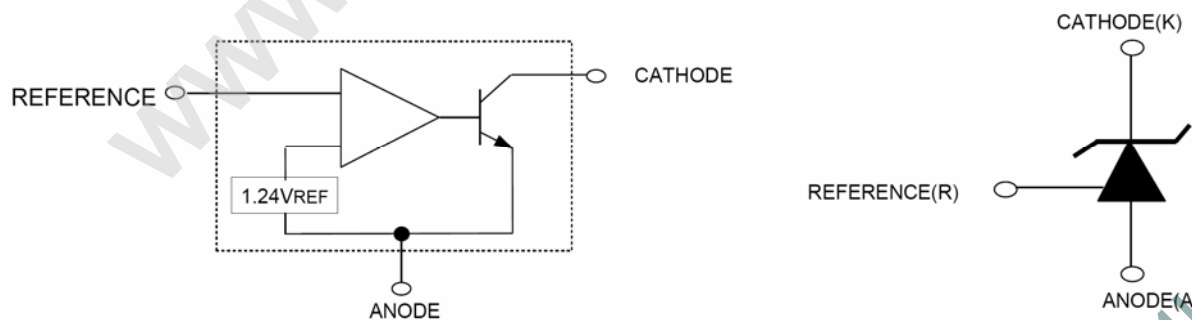 REFERENCE
CATHODE
1.24VREF
ANODE
CATHODE(K)
REFERENCE(R)
ANODE(A